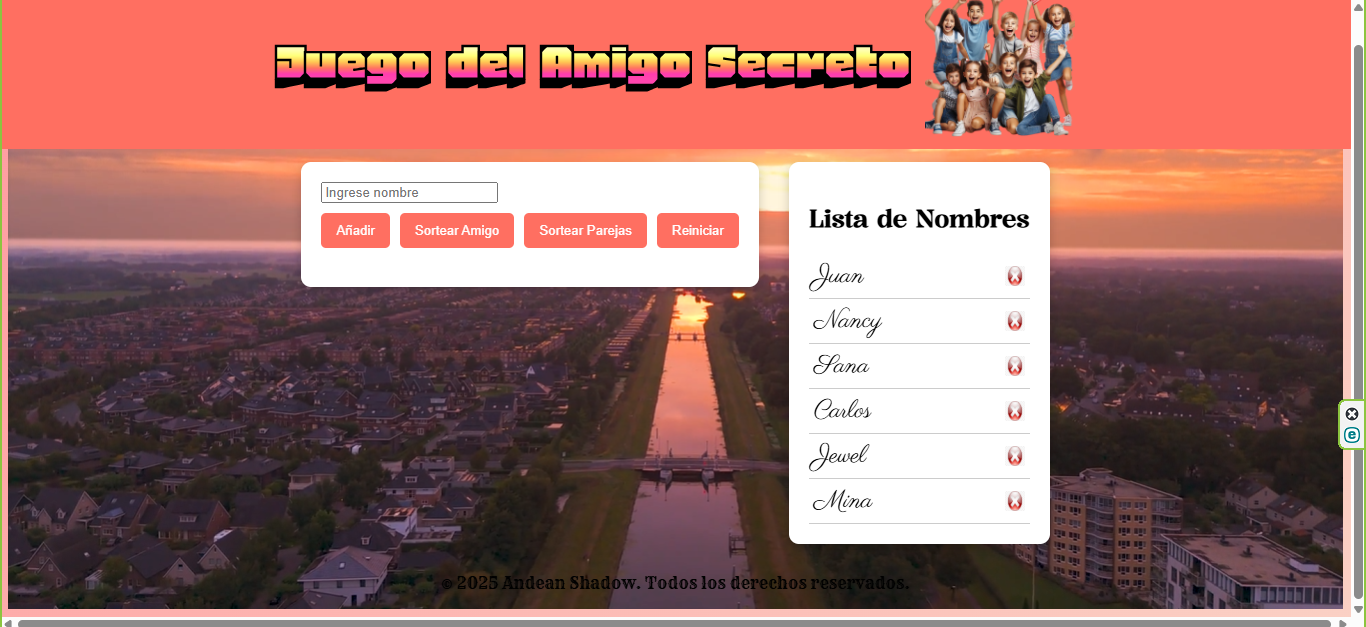 Juego del Amigo Secreto
Ingrese nombre
Añadir Sortear Amigo Sortear Parejas Reiniciar
Lista de Nombres
Juan
Nancy
Sana
Carlos
Jewel
Mina
© 2025 Andean Shadow. Todos los derechos reservados.